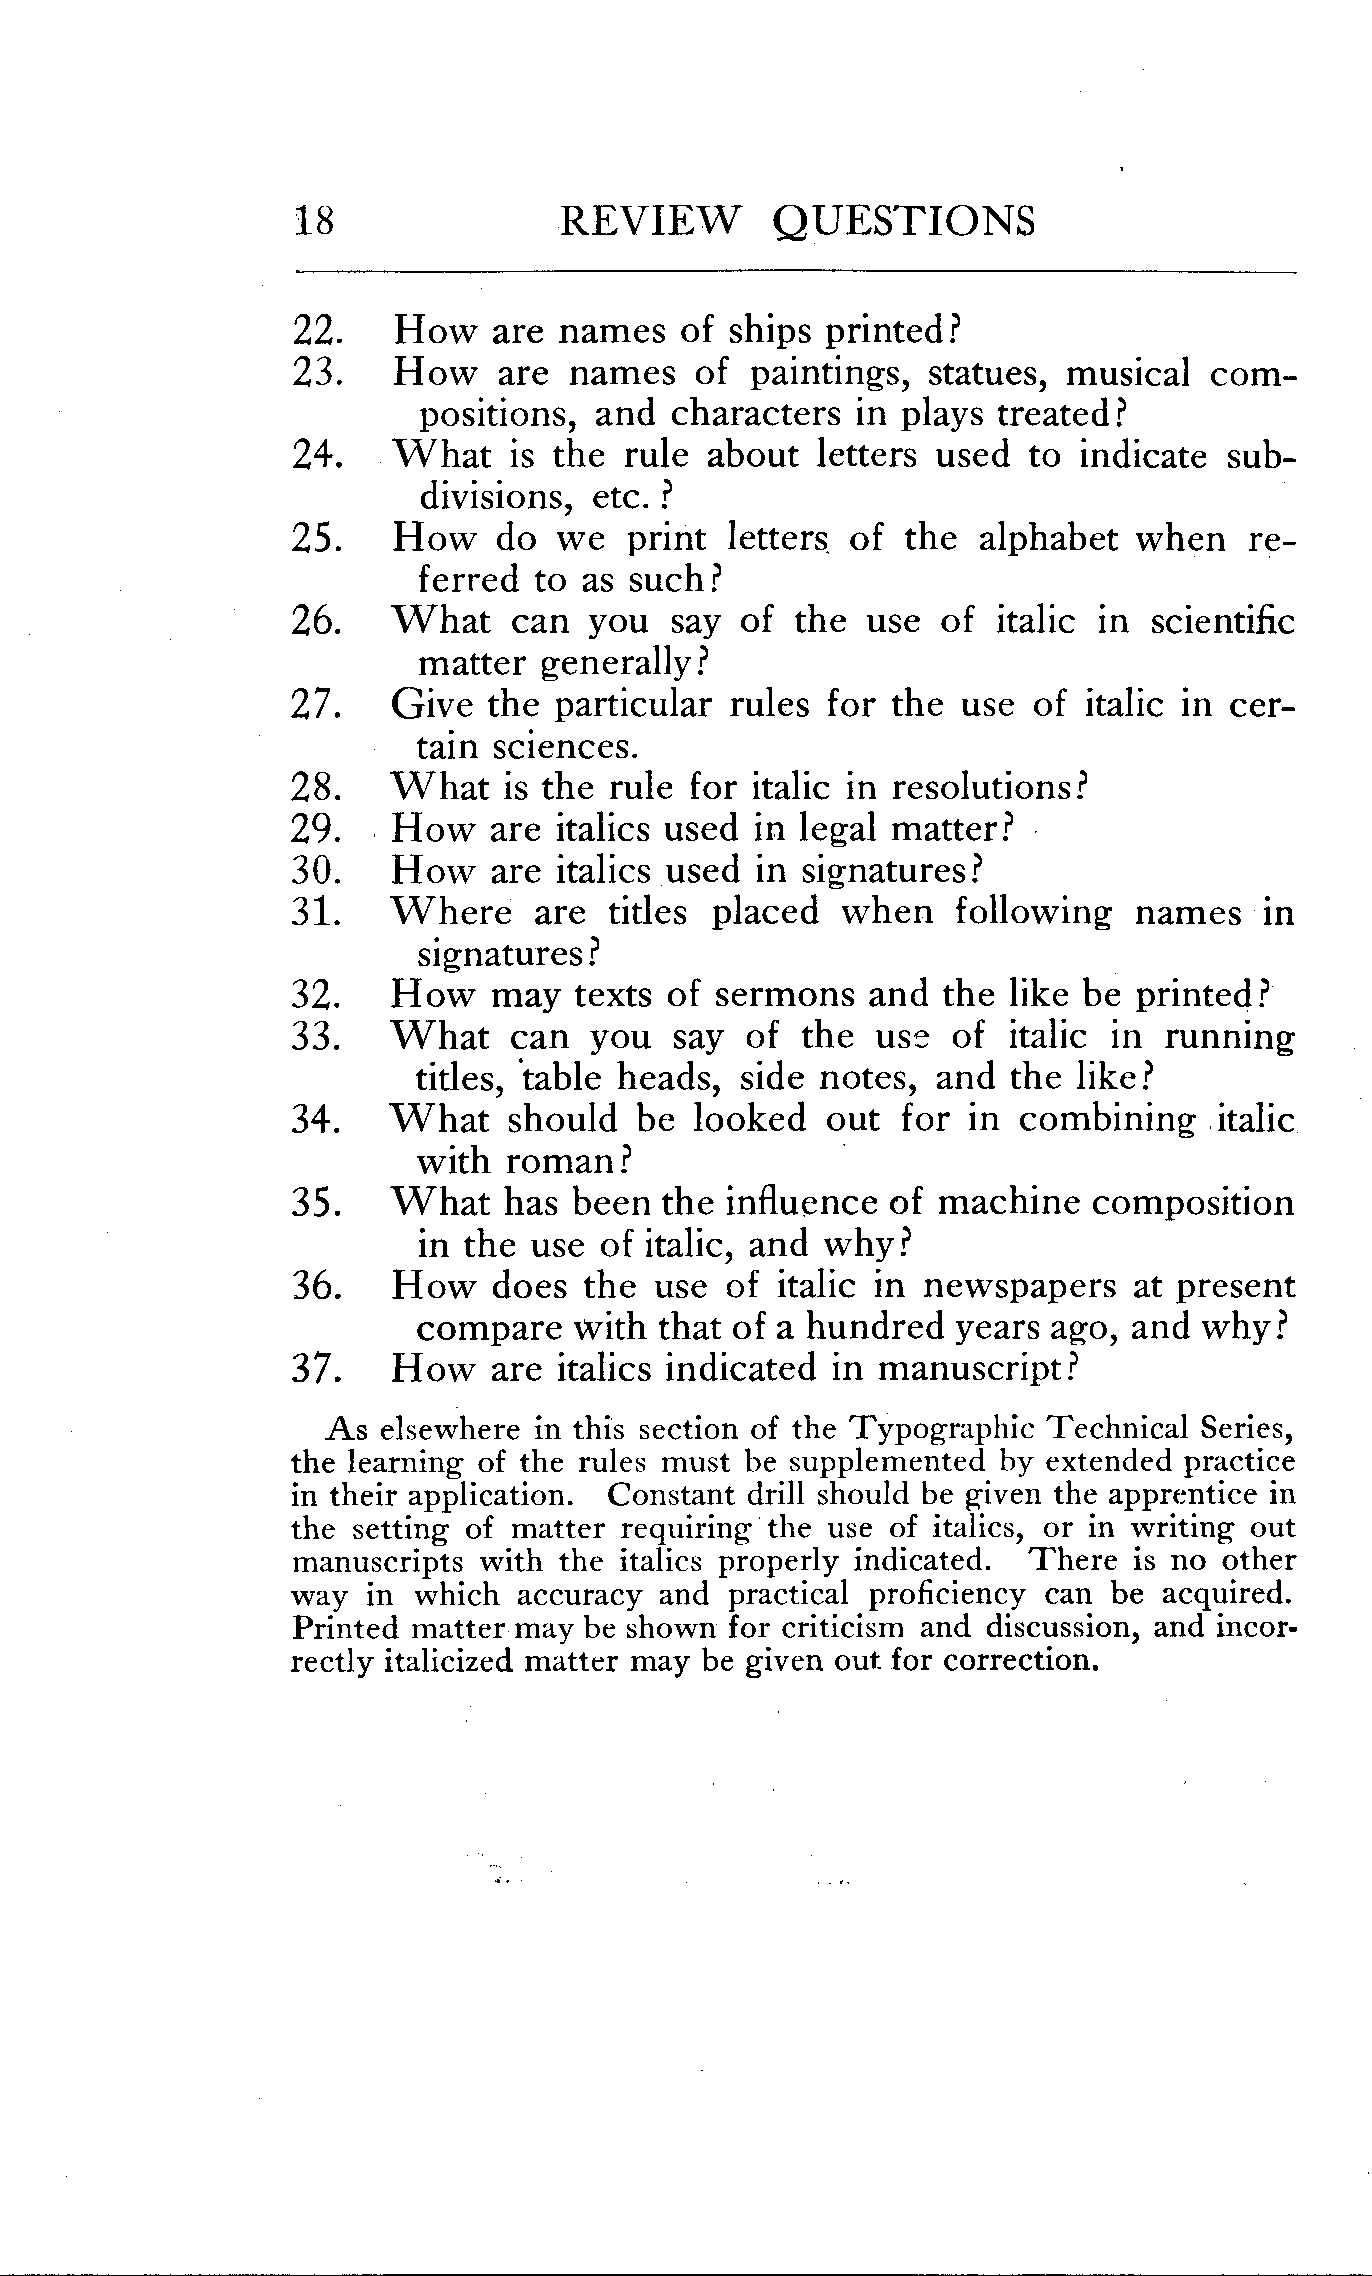 18 REVIEW QUESTIONS
22. How are names of ships printed?
23. How are names of paintings, statues, musical com-
positions, and characters in plays treated?
24. What is the rule about letters used to indicate sub-
divisions, etc.?
25. How do we print letters of the alphabet when re-
ferred to as such?
26. What can you say of the use of italic in scientific
matter generally?
27. Give the particular rules for the use of italic in cer-
tain sciences.
28. What is the rule for italic in resolutions?
29. How are italics used in legal matter?
30. How are italics used in signatures?
31. Where are titles placed when following names in
signatures?
32. How may texts of sermons and the like be printed?
33. What can you say of the use of italic in running
titles, table heads, side notes, and the like?
34. What should be looked out for in combining italic
with roman?
35. What has been the influence of machine composition
in the use of italic, and why?
36. How does the use of italic in newspapers at present
compare with that of a hundred years ago, and why?
37. How are italics indicated in manuscript?
As elsewhere in this section of the Typographic Technical Series,
the learning of the rules must be supplemented by extended practice
in their application. Constant drill should be given the apprentice in
the setting of matter requiring the use of italics, or in writing out
manuscripts with the italics properly indicated. There is no other
way in which accuracy and practical proficiency can be acquired.
Printed matter may be shown for criticism and discussion, and incor-
rectly italicized matter may be given out for correction.